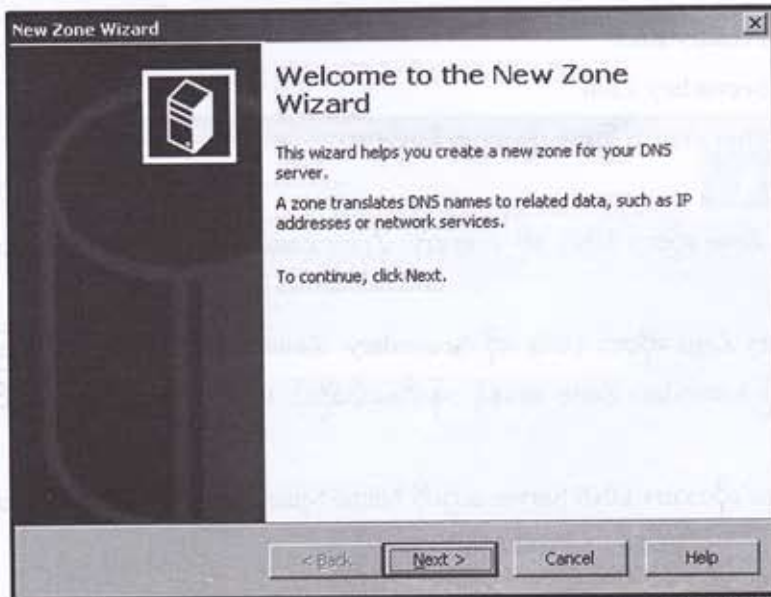 New Zone Wizard
Welcome to the New Zone
Wizard
This wizard helps you create a new zone for your DNS
server.
A zone translates DNS names to related data, such as IP
addresses or network services.
To continue, click Next.
< Back
Next >
Cancel
Help